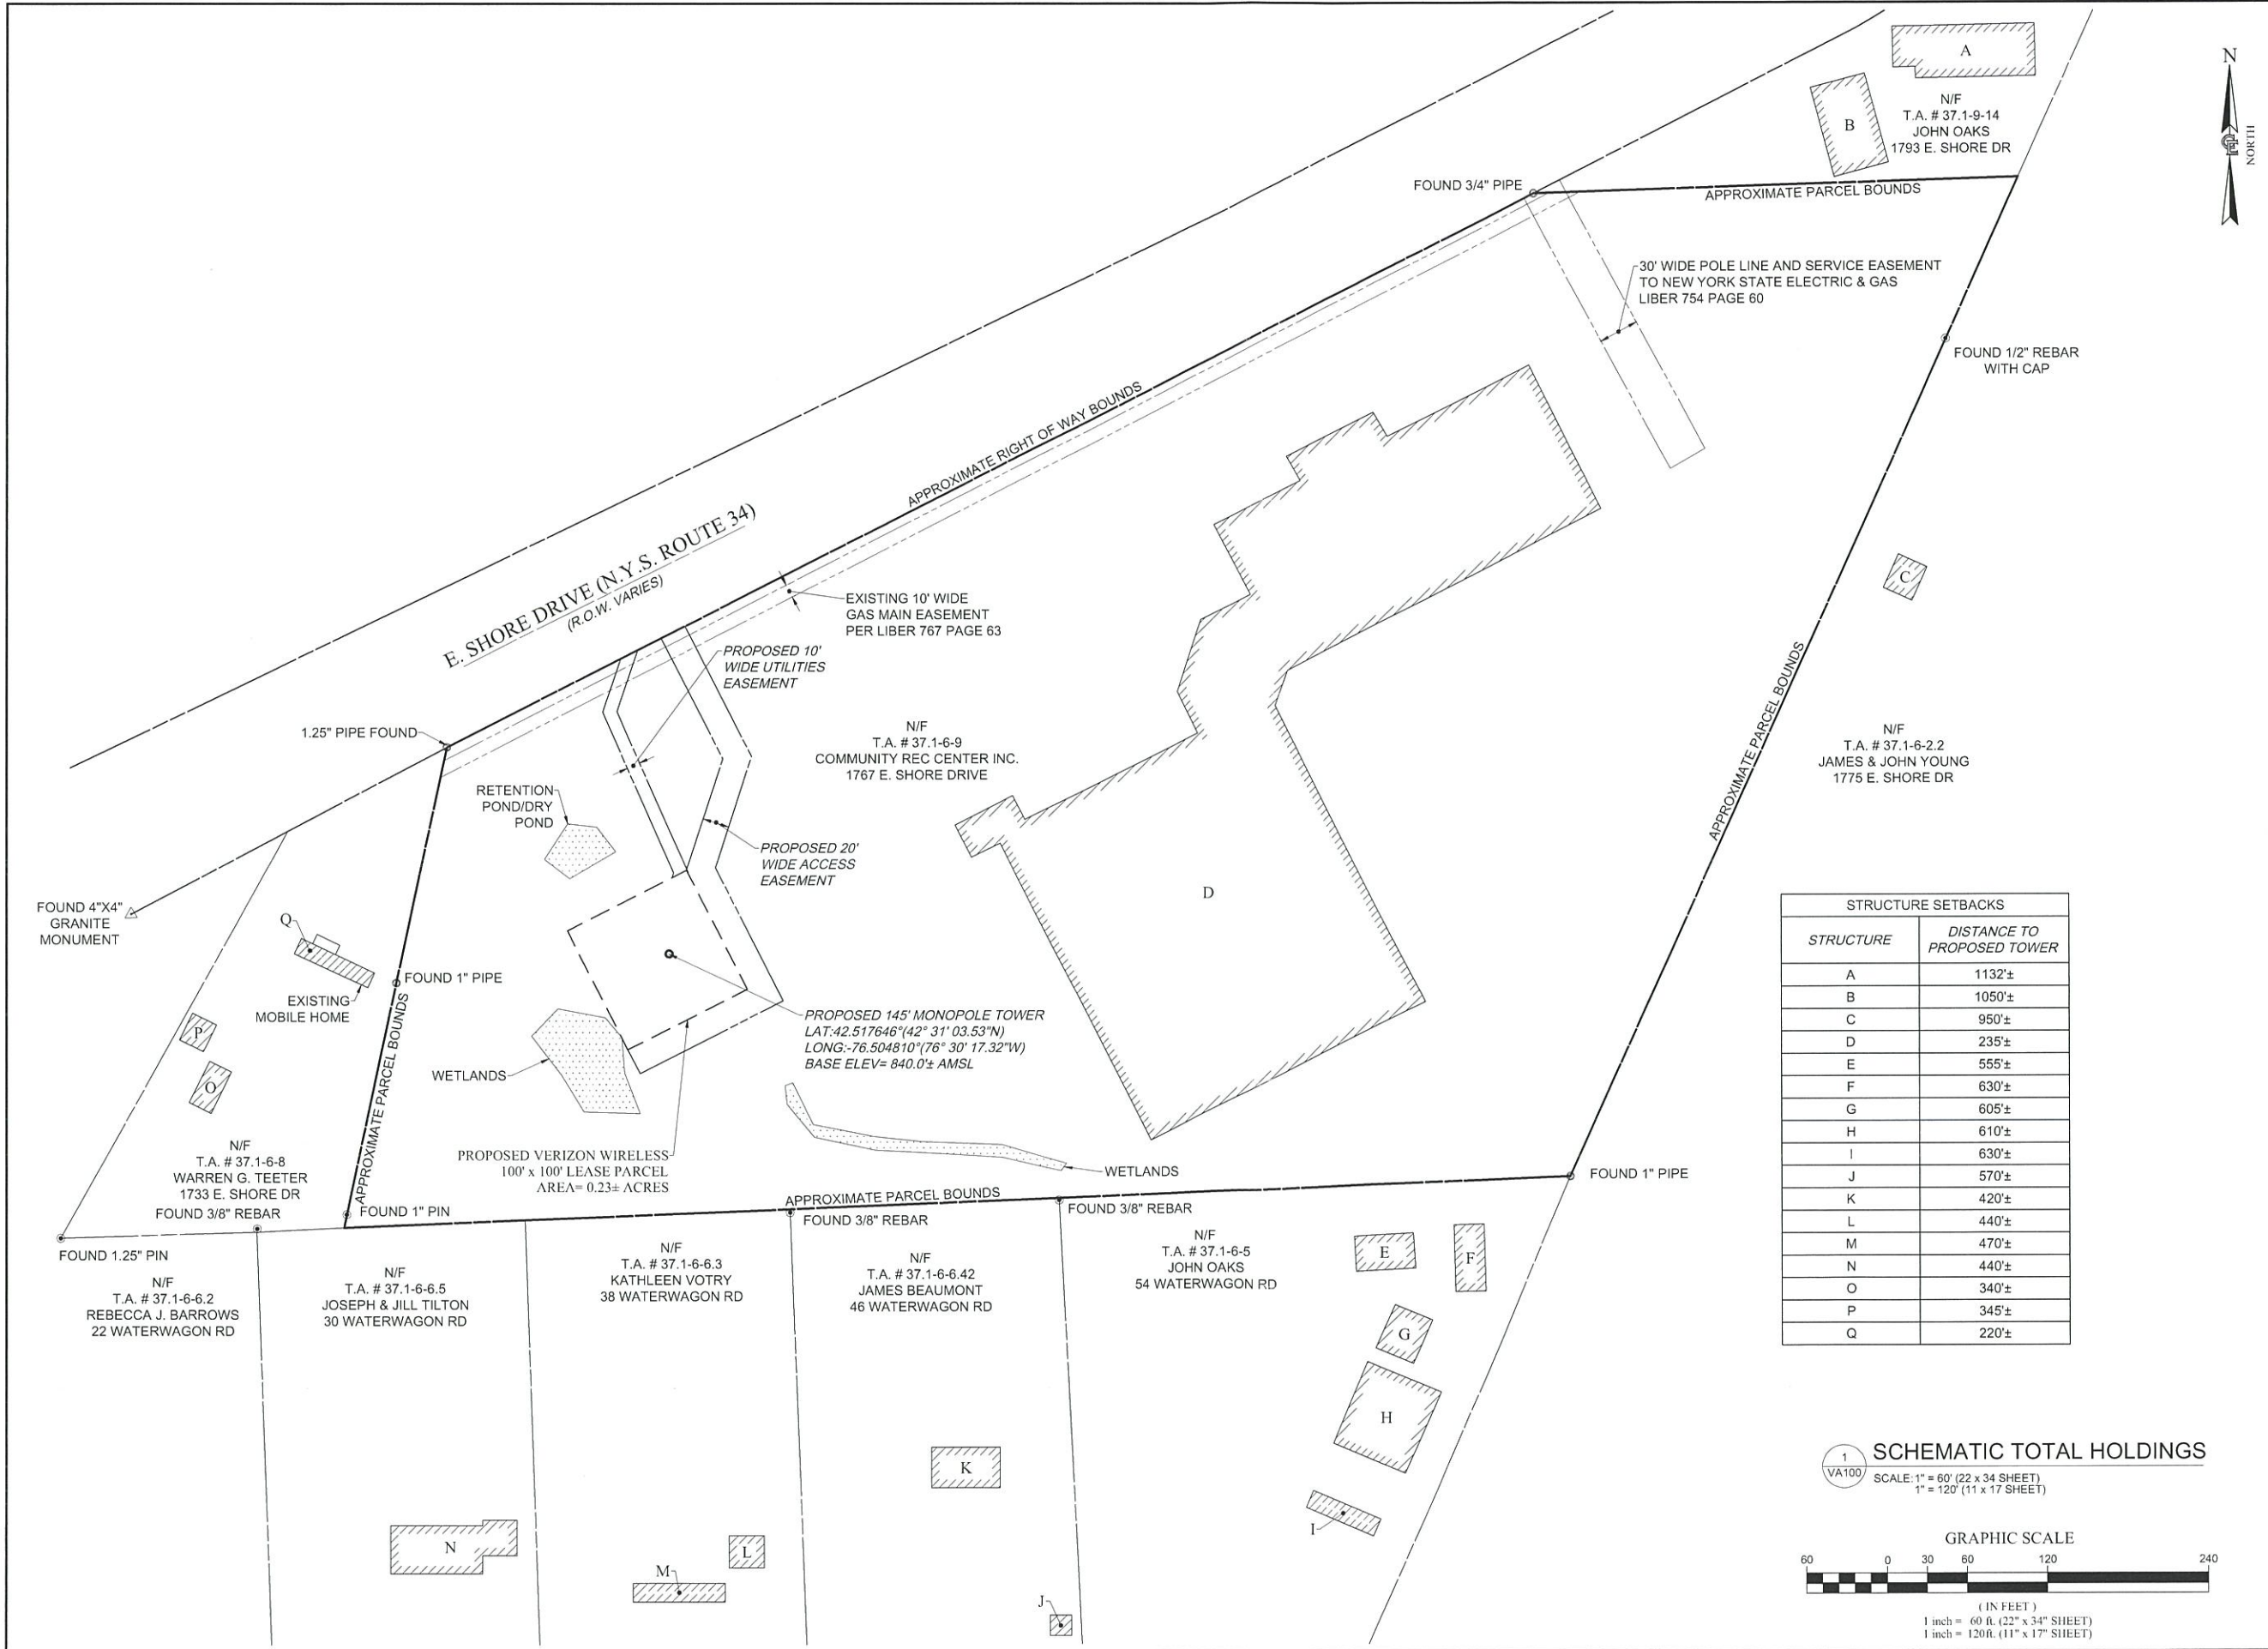 A
N/F
T.A. # 37.1-9-14
JOHN OAKS
1793 E. SHORE DR
B
N
NORTH
FOUND 3/4" PIPE
APPROXIMATE PARCEL BOUNDS
30' WIDE POLE LINE AND SERVICE EASEMENT
TO NEW YORK STATE ELECTRIC & GAS
LIBER 754 PAGE 60
FOUND 1/2" REBAR
WITH CAP
APPROXIMATE RIGHT OF WAY BOUNDS
E. SHORE DRIVE (N.Y.S. ROUTE 34)
(R.O.W. VARIES)
EXISTING 10' WIDE
GAS MAIN EASEMENT
PER LIBER 767 PAGE 63
C
PROPOSED 10'
WIDE UTILITIES
EASEMENT
1.25" PIPE FOUND
N/F
T.A. # 37.1-6-9
COMMUNITY REC CENTER INC.
1767 E. SHORE DRIVE
APPROXIMATE PARCEL BOUNDS
N/F
T.A. # 37.1-6-2.2
JAMES & JOHN YOUNG
1775 E. SHORE DR
RETENTION
POND/DRY
POND
PROPOSED 20'
WIDE ACCESS
EASEMENT
D
FOUND 4"X4"
GRANITE
MONUMENT
Q
EXISTING
MOBILE HOME
FOUND 1" PIPE
P
O
APPROXIMATE PARCEL BOUNDS
WETLANDS
PROPOSED 145' MONOPOLE TOWER
LAT:42.517646°(42° 31' 03.53"N)
LONG:-76.504810°(76° 30' 17.32"W)
BASE ELEV= 840.0'± AMSL
STRUCTURE SETBACKS
STRUCTURE DISTANCE TO PROPOSED TOWER
A 1132'±
B 1050'±
C 950'±
D 235'±
E 555'±
F 630'±
G 605'±
H 610'±
I 630'±
J 570'±
K 420'±
L 440'±
M 470'±
N 440'±
O 340'±
P 345'±
Q 220'±
N/F
T.A. # 37.1-6-8
WARREN G. TEETER
1733 E. SHORE DR
PROPOSED VERIZON WIRELESS
100' x 100' LEASE PARCEL
AREA= 0.23± ACRES
WETLANDS
FOUND 1" PIPE
FOUND 3/8" REBAR
FOUND 1" PIN
APPROXIMATE PARCEL BOUNDS
FOUND 3/8" REBAR
FOUND 3/8" REBAR
FOUND 1.25" PIN
N/F
T.A. # 37.1-6-6.2
REBECCA J. BARROWS
22 WATERWAGON RD
N/F
T.A. # 37.1-6-6.5
JOSEPH & JILL TILTON
30 WATERWAGON RD
N/F
T.A. # 37.1-6-6.3
KATHLEEN VOTRY
38 WATERWAGON RD
N/F
T.A. # 37.1-6-6.42
JAMES BEAUMONT
46 WATERWAGON RD
N/F
T.A. # 37.1-6-5
JOHN OAKS
54 WATERWAGON RD
E
F
G
H
I
K
N
M
L
J
1
VA100
SCHEMATIC TOTAL HOLDINGS
SCALE: 1" = 60' (22 x 34 SHEET)
1" = 120' (11 x 17 SHEET)
GRAPHIC SCALE
60 0 30 60 120 240
( IN FEET )
1 inch = 60 ft. (22" x 34" SHEET)
1 inch = 120ft. (11" x 17" SHEET)